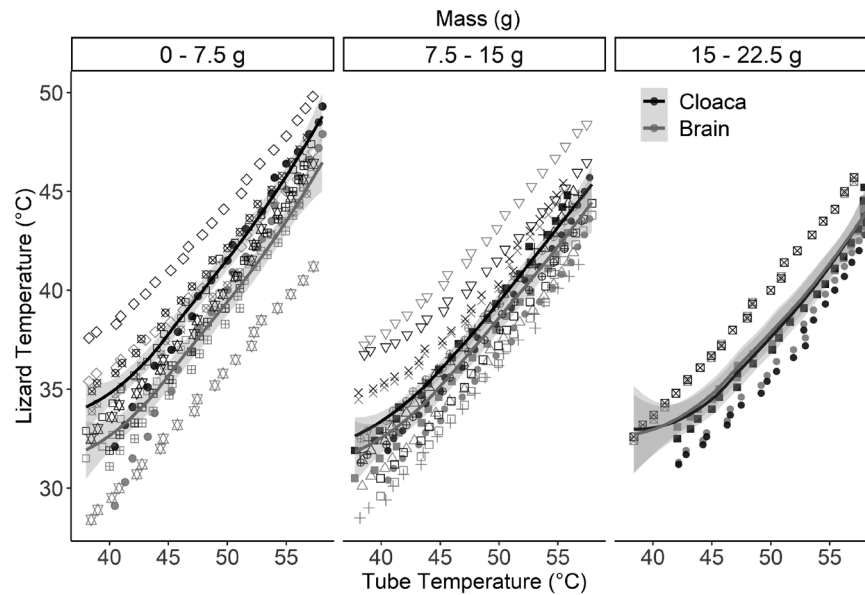 Mass (g)
0 - 7.5 g
7.5 - 15 g
15 - 22.5 g
Cloaca
Brain
Lizard Temperature (°C)
50
45
40
35
30
40 45 50 55
40 45 50 55
40 45 50 55
Tube Temperature (°C)